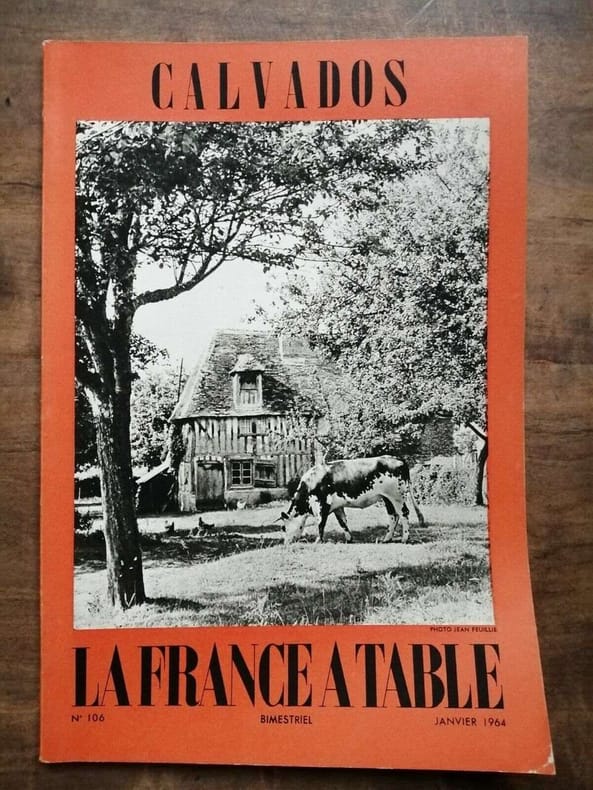 CALVADOS
PHOTO JEAN FEUILLIE
LA FRANCE A TABLE
N° 106 BIMESTRIEL JANVIER 1964